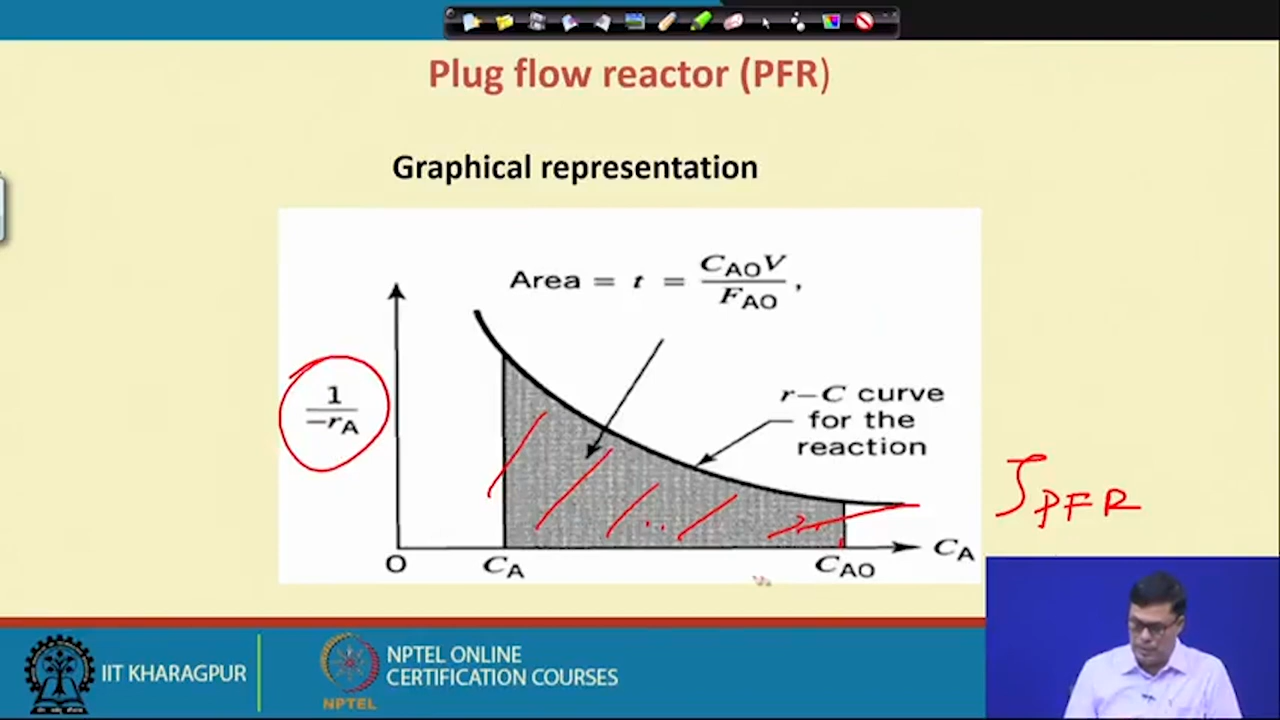 Plug flow reactor (PFR)
Graphical representation
Area = t = C_AO V / F_AO ,
1 / -r_A
r-C curve
for the
reaction
τ_PFR
O
C_A
C_AO
C_A
IIT KHARAGPUR
NPTEL
NPTEL ONLINE
CERTIFICATION COURSES